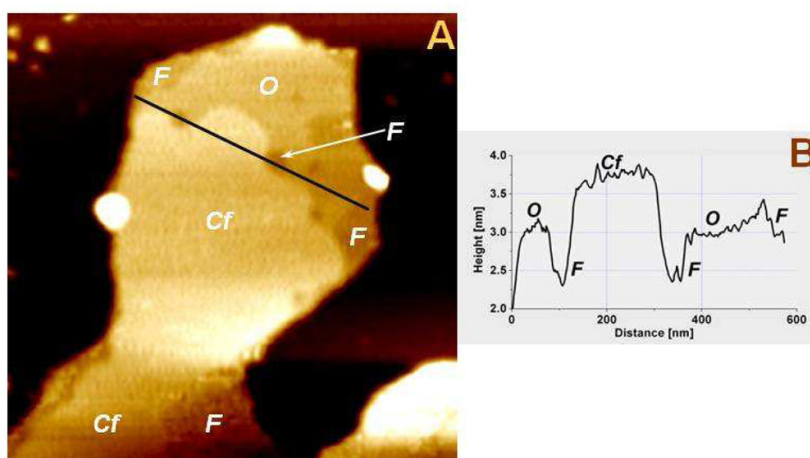 A
F
O
F
Cf
F
Cf
F
B
Height [nm]
4.0
3.5
3.0
2.5
2.0
O
Cf
O
F
F
F
0 200 400 600
Distance [nm]